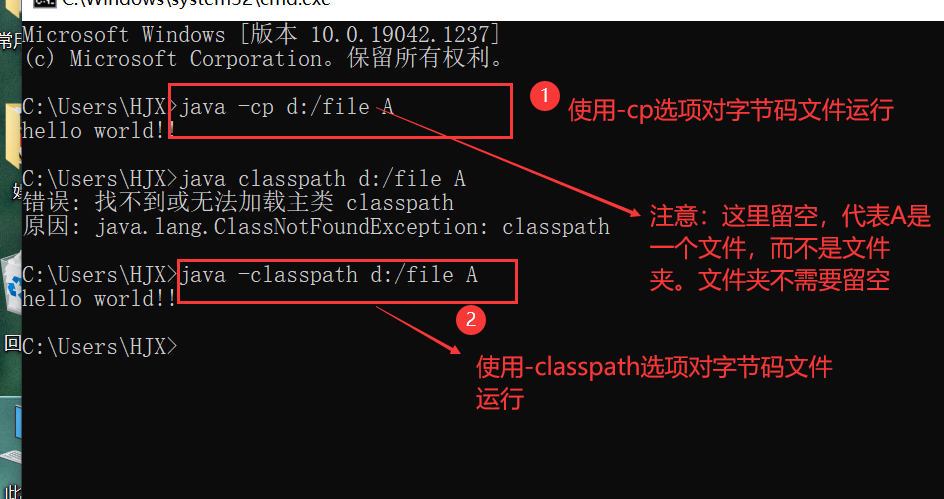 C:\Windows\system32\cmd.exe
Microsoft Windows [版本 10.0.19042.1237]
(c) Microsoft Corporation。保留所有权利。
C:\Users\HJX>java -cp d:/file A
hello world!!
1
使用-cp选项对字节码文件运行
C:\Users\HJX>java classpath d:/file A
错误: 找不到或无法加载主类 classpath
原因: java.lang.ClassNotFoundException: classpath
注意：这里留空，代表A是
一个文件，而不是文件
夹。文件夹不需要留空
C:\Users\HJX>java -classpath d:/file A
hello world!!
2
C:\Users\HJX>
使用-classpath选项对字节码文件
运行
常用
回
此